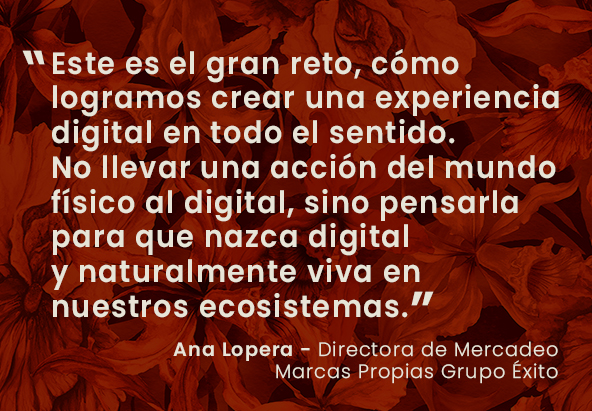 “Este es el gran reto, cómo
logramos crear una experiencia
digital en todo el sentido.
No llevar una acción del mundo
físico al digital, sino pensarla
para que nazca digital
y naturalmente viva en
nuestros ecosistemas.”
Ana Lopera - Directora de Mercadeo
Marcas Propias Grupo Éxito